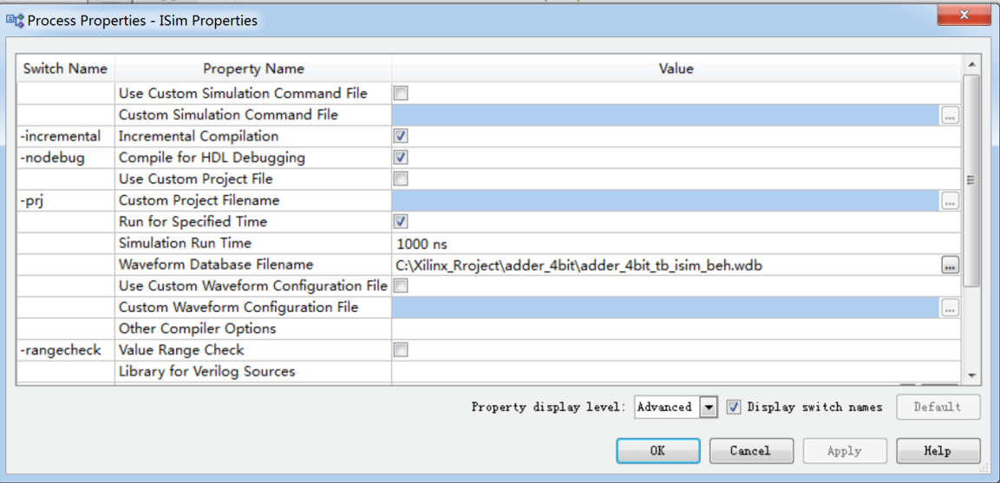 Process Properties - ISim Properties
Switch Name Property Name Value
Use Custom Simulation Command File
Custom Simulation Command File ...
-incremental Incremental Compilation
-nodebug Compile for HDL Debugging
Use Custom Project File
-prj Custom Project Filename ...
Run for Specified Time
Simulation Run Time 1000 ns
Waveform Database Filename C:\Xilinx_Rroject\adder_4bit\adder_4bit_tb_isim_beh.wdb ...
Use Custom Waveform Configuration File
Custom Waveform Configuration File ...
Other Compiler Options
-rangecheck Value Range Check
Library for Verilog Sources
Property display level: Advanced Display switch names Default
OK Cancel Apply Help